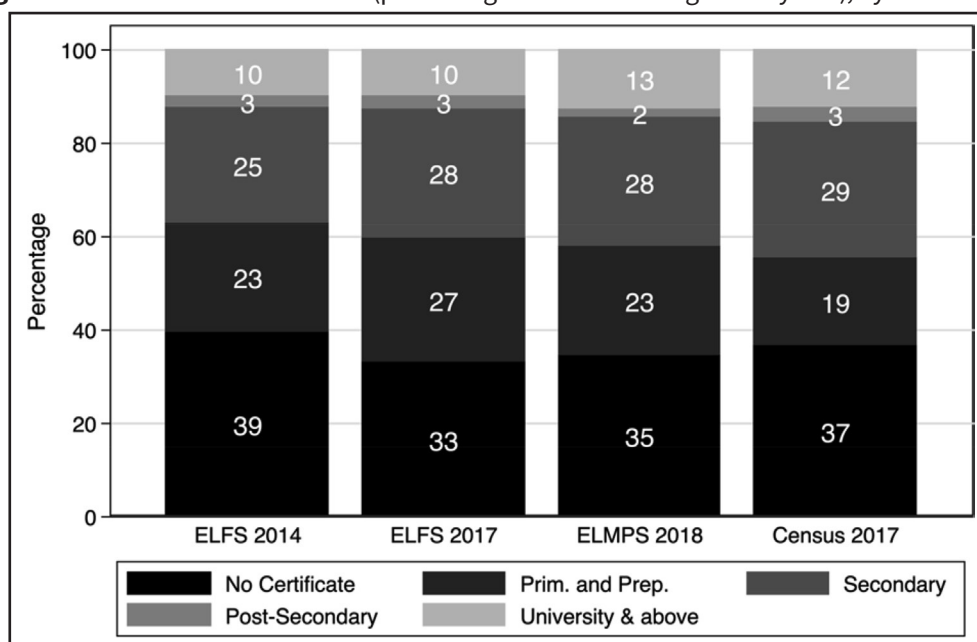 100
80
60
40
20
0
Percentage
10
3
25
23
39
10
3
28
27
33
13
2
28
23
35
12
3
29
19
37
ELFS 2014
ELFS 2017
ELMPS 2018
Census 2017
No Certificate
Prim. and Prep.
Secondary
Post-Secondary
University & above